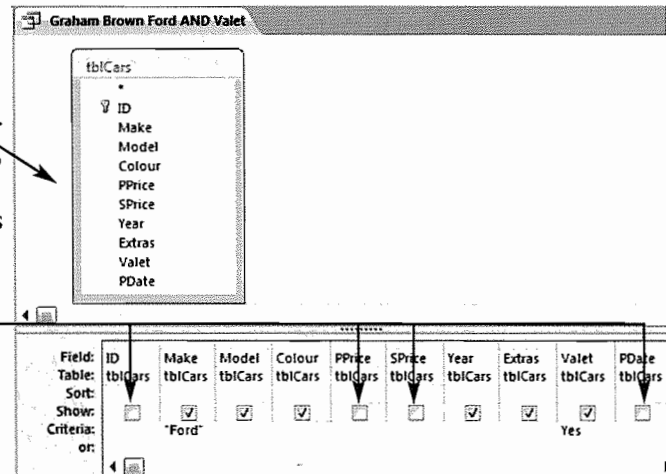 Graham Brown Ford AND Valet
tblCars
*
ID
Make
Model
Colour
PPrice
SPrice
Year
Extras
Valet
PDate
Field: ID Make Model Colour PPrice SPrice Year Extras Valet PDate
Table: tblCars tblCars tblCars tblCars tblCars tblCars tblCars tblCars tblCars tblCars
Sort:
Show:
Criteria: "Ford" Yes
or: